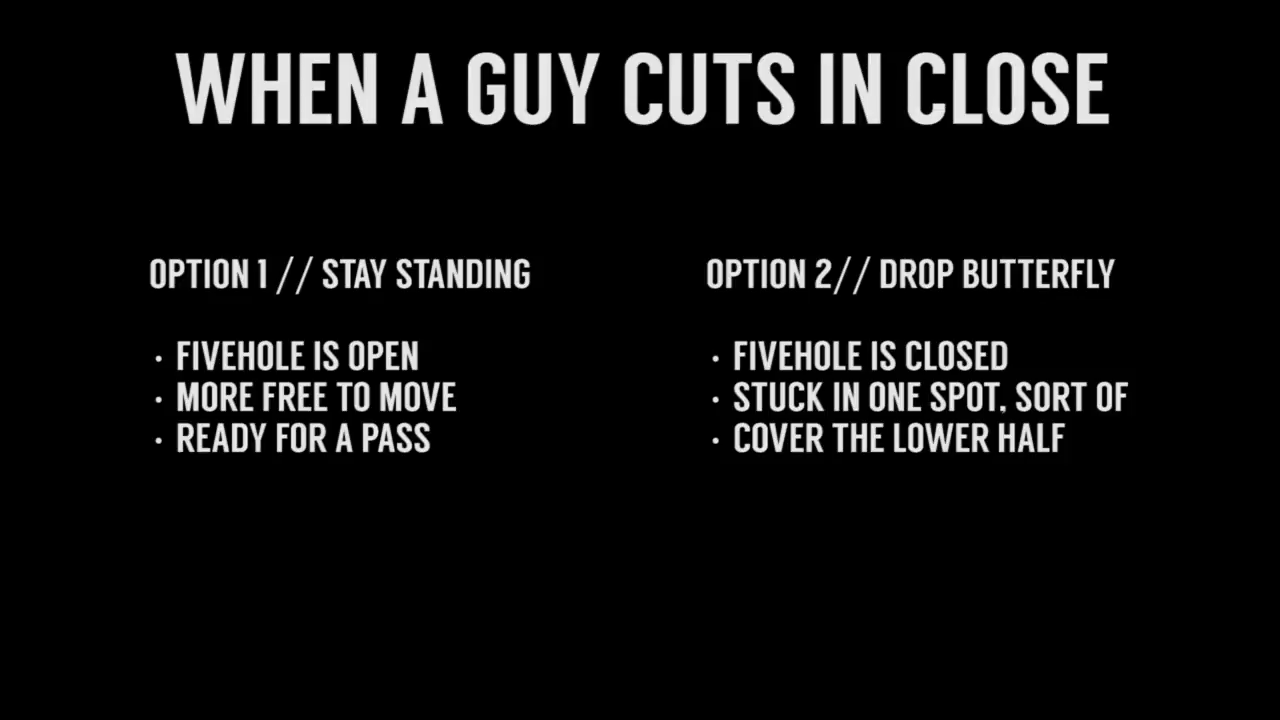 WHEN A GUY CUTS IN CLOSE
OPTION 1 // STAY STANDING
• FIVEHOLE IS OPEN
• MORE FREE TO MOVE
• READY FOR A PASS
OPTION 2// DROP BUTTERFLY
• FIVEHOLE IS CLOSED
• STUCK IN ONE SPOT, SORT OF
• COVER THE LOWER HALF